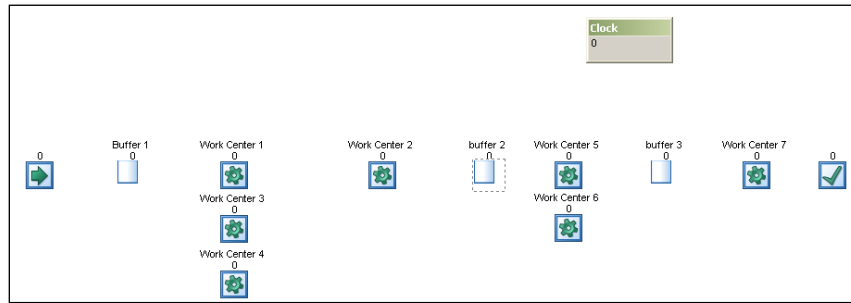 Clock
0
Buffer 1
Work Center 1
Work Center 2
buffer 2
Work Center 5
buffer 3
Work Center 7
0
0
0
0
0
0
0
0
0
Work Center 3
0
Work Center 6
0
Work Center 4
0